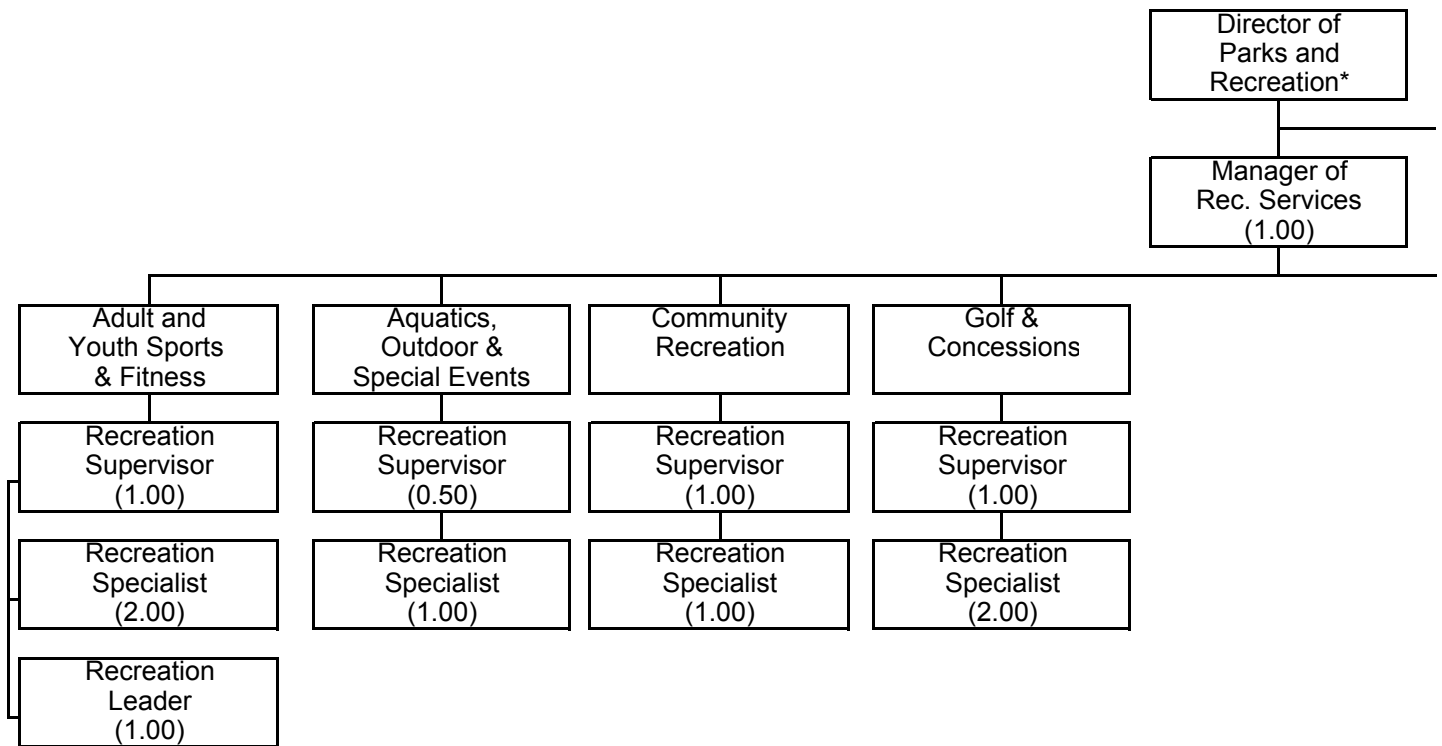 Director of
Parks and
Recreation*
Manager of
Rec. Services
(1.00)
Adult and
Youth Sports
& Fitness
Aquatics,
Outdoor &
Special Events
Community
Recreation
Golf &
Concessions
Recreation
Supervisor
(1.00)
Recreation
Supervisor
(0.50)
Recreation
Supervisor
(1.00)
Recreation
Supervisor
(1.00)
Recreation
Specialist
(2.00)
Recreation
Specialist
(1.00)
Recreation
Specialist
(1.00)
Recreation
Specialist
(2.00)
Recreation
Leader
(1.00)